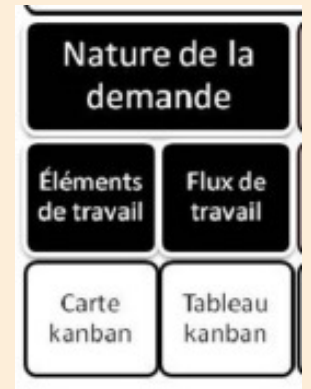 Nature de la
demande
Éléments
de travail
Flux de
travail
Carte
kanban
Tableau
kanban